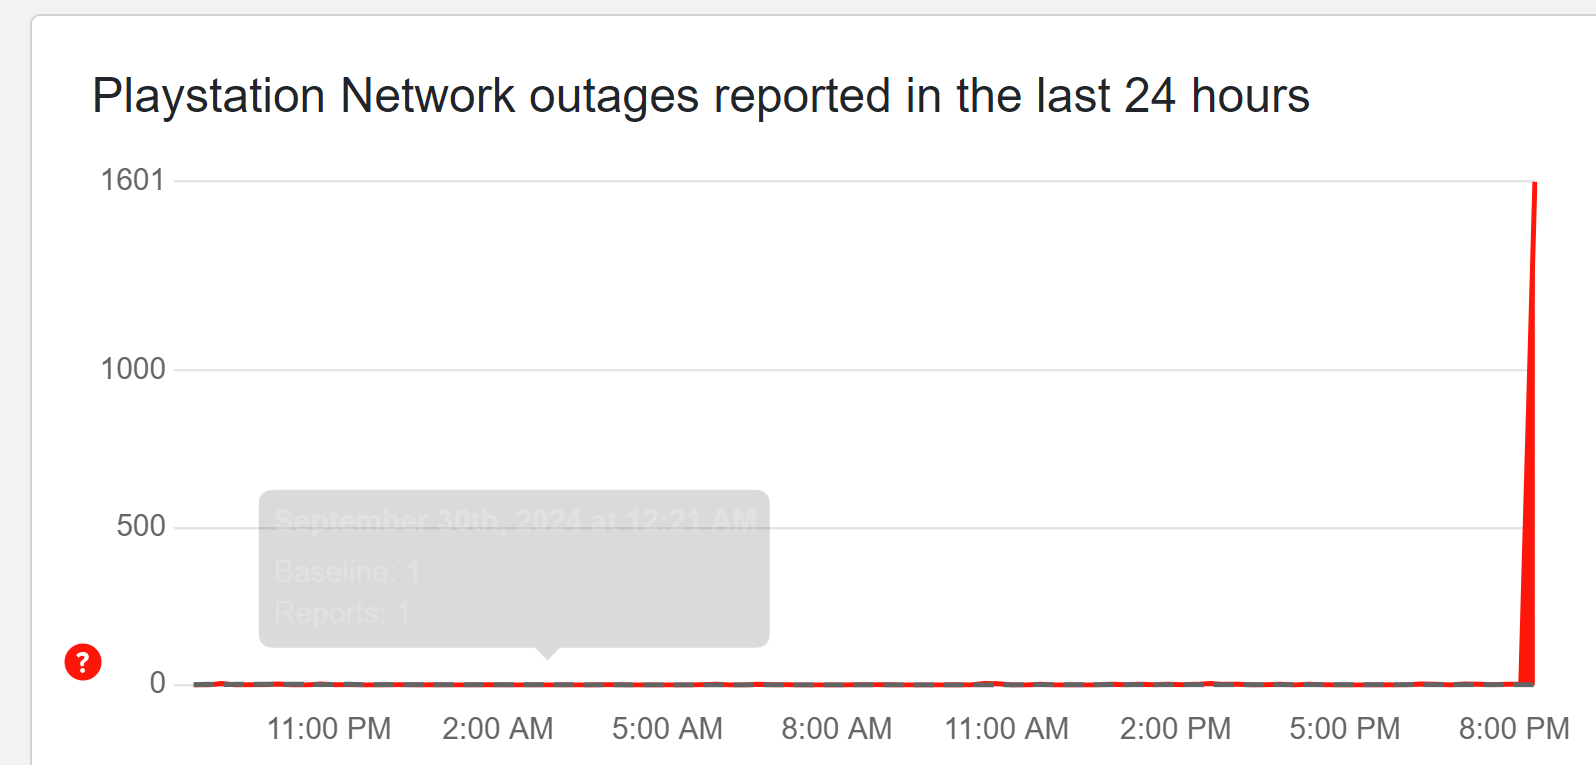 Playstation Network outages reported in the last 24 hours
1601
1000
500
September 30th, 2024 at 12:21 AM
Baseline: 1
Reports: 1
?
0
11:00 PM 2:00 AM 5:00 AM 8:00 AM 11:00 AM 2:00 PM 5:00 PM 8:00 PM